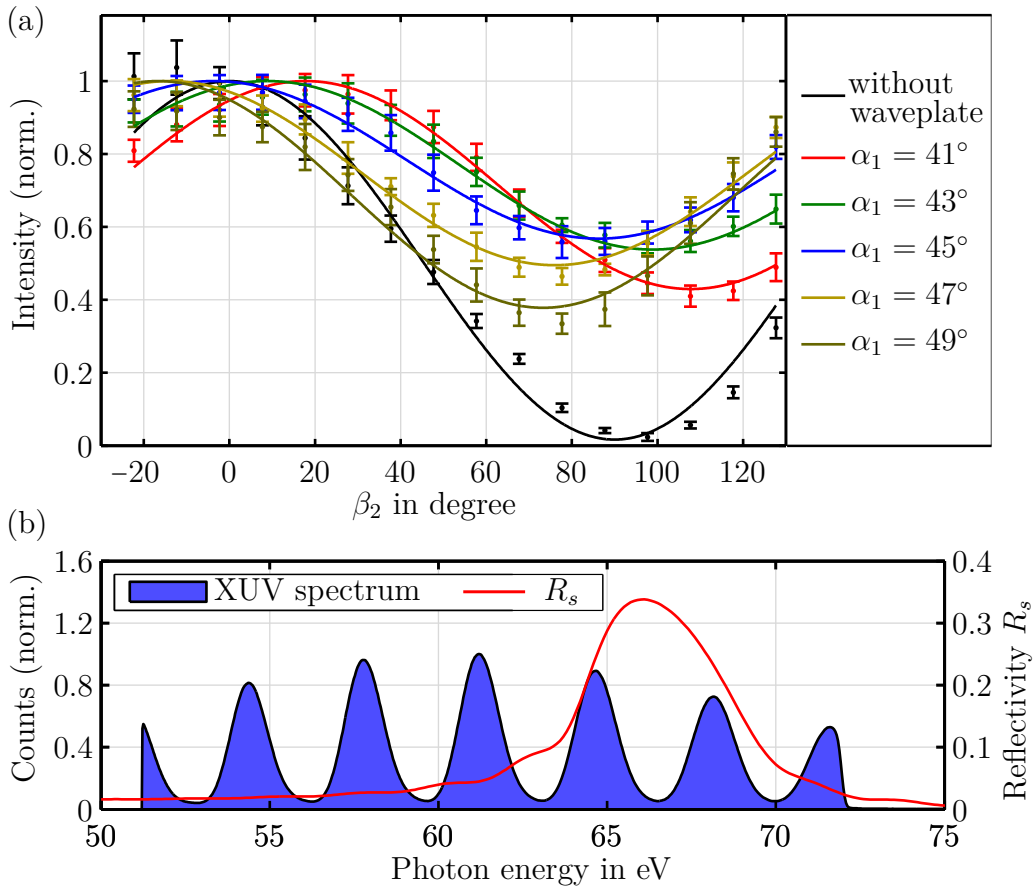 (a)
Intensity (norm.)
1
0.8
0.6
0.4
0.2
0
−20 0 20 40 60 80 100 120
β₂ in degree
without
waveplate
α₁ = 41°
α₁ = 43°
α₁ = 45°
α₁ = 47°
α₁ = 49°
(b)
Counts (norm.)
1.6
1.2
0.8
0.4
0
XUV spectrum Rₛ
0.4
0.3
0.2
0.1
0
Reflectivity Rₛ
50 55 60 65 70 75
Photon energy in eV